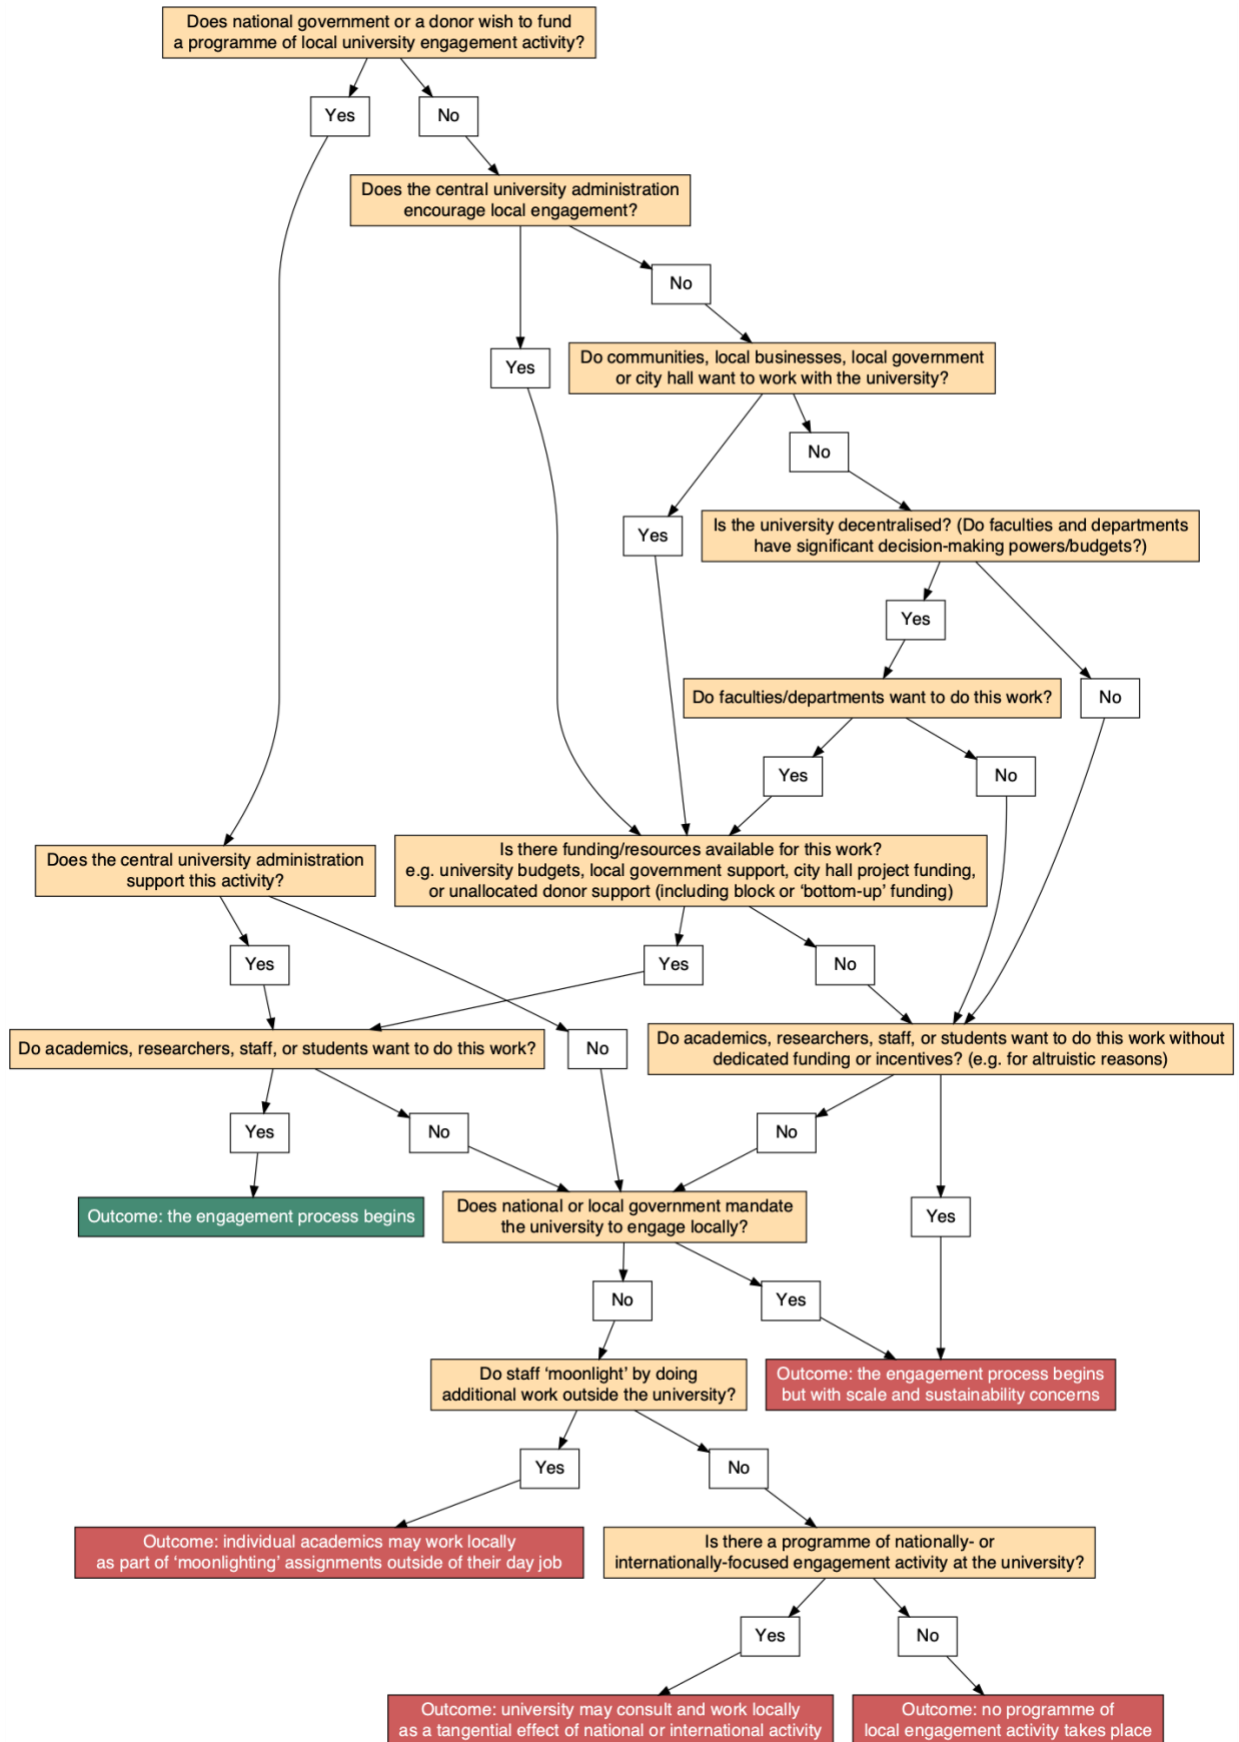 Does national government or a donor wish to fund
a programme of local university engagement activity?
Yes
No
Does the central university administration
encourage local engagement?
No
Yes
Do communities, local businesses, local government
or city hall want to work with the university?
No
Yes
Is the university decentralised? (Do faculties and departments
have significant decision-making powers/budgets?)
Yes
Do faculties/departments want to do this work?
No
Yes
No
Does the central university administration
support this activity?
Is there funding/resources available for this work?
e.g. university budgets, local government support, city hall project funding,
or unallocated donor support (including block or ‘bottom-up’ funding)
Yes
Yes
No
Do academics, researchers, staff, or students want to do this work?
No
Do academics, researchers, staff, or students want to do this work without
dedicated funding or incentives? (e.g. for altruistic reasons)
Yes
No
No
Outcome: the engagement process begins
Does national or local government mandate
the university to engage locally?
Yes
No
Yes
Do staff ‘moonlight’ by doing
additional work outside the university?
Outcome: the engagement process begins
but with scale and sustainability concerns
Yes
No
Outcome: individual academics may work locally
as part of ‘moonlighting’ assignments outside of their day job
Is there a programme of nationally- or
internationally-focused engagement activity at the university?
Yes
No
Outcome: university may consult and work locally
as a tangential effect of national or international activity
Outcome: no programme of
local engagement activity takes place